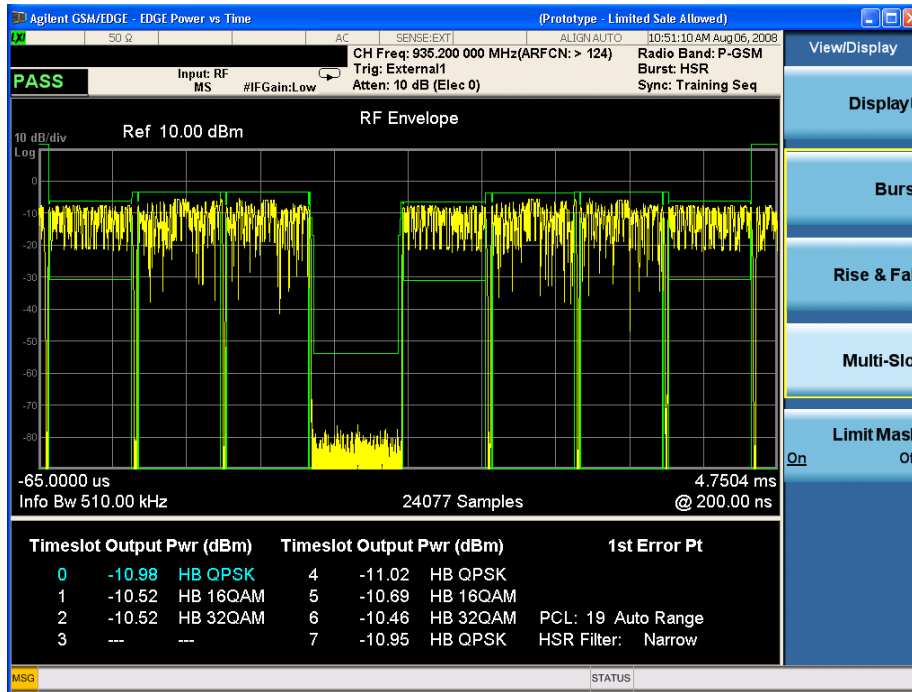 Agilent GSM/EDGE - EDGE Power vs Time (Prototype - Limited Sale Allowed)
LXI 50 Ω AC SENSE:EXT ALIGN AUTO 10:51:10 AM Aug 06, 2008
CH Freq: 935.200 000 MHz(ARFCN: > 124) Radio Band: P-GSM
Trig: External1 Burst: HSR
Atten: 10 dB (Elec 0) Sync: Training Seq
PASS
Input: RF
MS #IFGain:Low
RF Envelope
10 dB/div Ref 10.00 dBm
Log
0
-10
-20
-30
-40
-50
-60
-70
-80
-65.0000 us 4.7504 ms
Info Bw 510.00 kHz 24077 Samples @ 200.00 ns
Timeslot Output Pwr (dBm) Timeslot Output Pwr (dBm) 1st Error Pt
0 -10.98 HB QPSK 4 -11.02 HB QPSK
1 -10.52 HB 16QAM 5 -10.69 HB 16QAM
2 -10.52 HB 32QAM 6 -10.46 HB 32QAM PCL: 19 Auto Range
3 --- --- 7 -10.95 HB QPSK HSR Filter: Narrow
MSG STATUS
View/Display
Display
Burs
Rise & Fal
Multi-Slo
Limit Mas
On Of